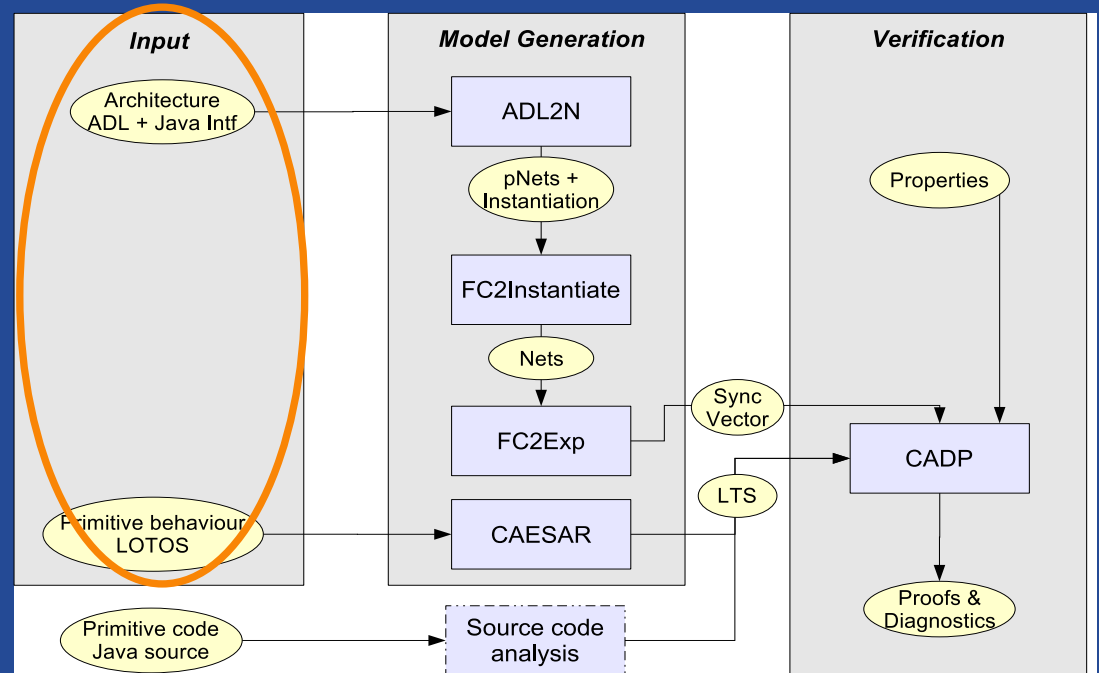 Input
Model Generation
Verification
Architecture
ADL + Java Intf
ADL2N
pNets +
Instantiation
Properties
FC2Instantiate
Nets
Sync
Vector
FC2Exp
CADP
LTS
Primitive behaviour
LOTOS
CAESAR
Proofs &
Diagnostics
Primitive code
Java source
Source code
analysis